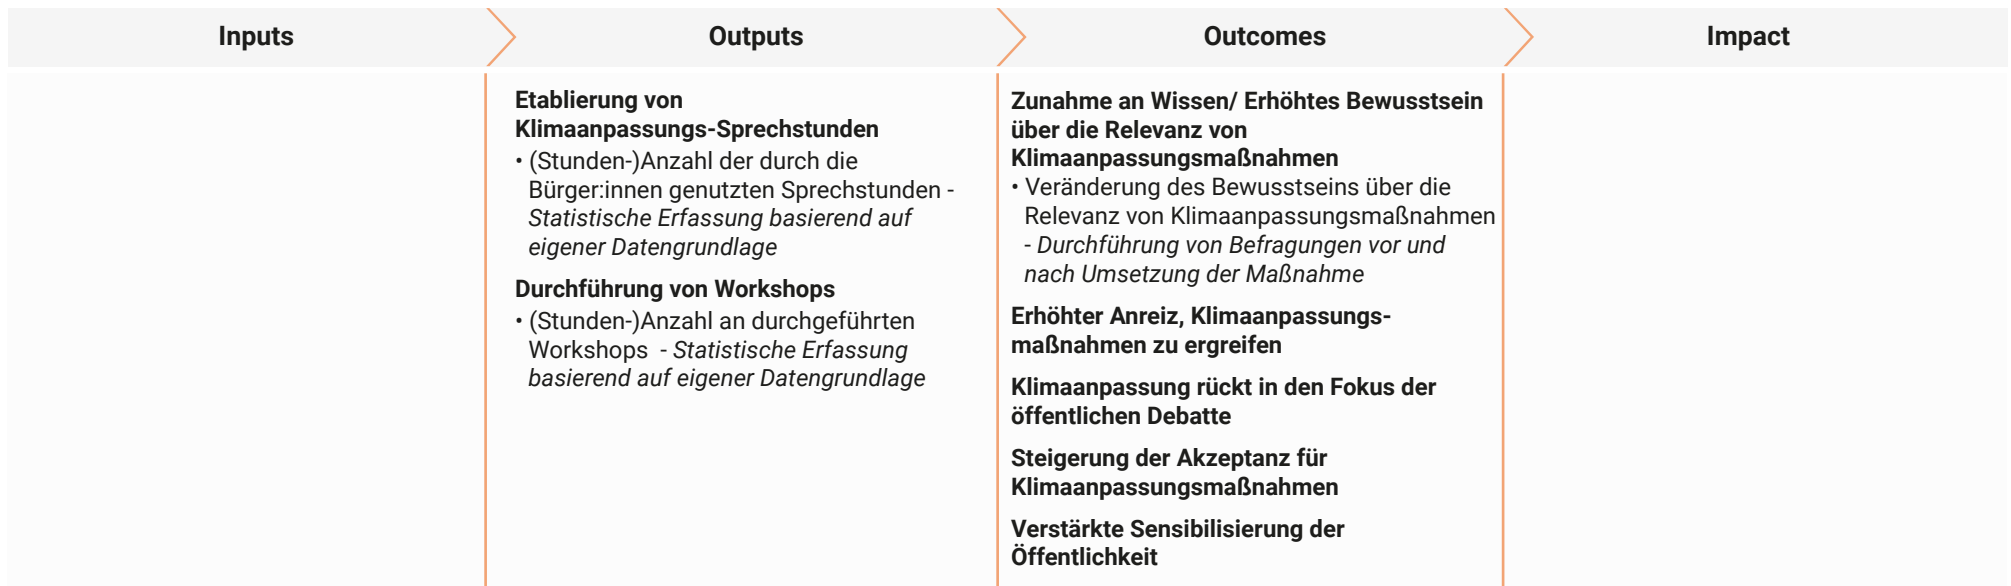 Inputs
Outputs
Outcomes
Impact
Etablierung von
Klimaanpassungs-Sprechstunden
• (Stunden-)Anzahl der durch die
Bürger:innen genutzten Sprechstunden -
Statistische Erfassung basierend auf
eigener Datengrundlage
Durchführung von Workshops
• (Stunden-)Anzahl an durchgeführten
Workshops - Statistische Erfassung
basierend auf eigener Datengrundlage
Zunahme an Wissen/ Erhöhtes Bewusstsein
über die Relevanz von
Klimaanpassungsmaßnahmen
• Veränderung des Bewusstseins über die
Relevanz von Klimaanpassungsmaßnahmen
- Durchführung von Befragungen vor und
nach Umsetzung der Maßnahme
Erhöhter Anreiz, Klimaanpassungs-
maßnahmen zu ergreifen
Klimaanpassung rückt in den Fokus der
öffentlichen Debatte
Steigerung der Akzeptanz für
Klimaanpassungsmaßnahmen
Verstärkte Sensibilisierung der
Öffentlichkeit